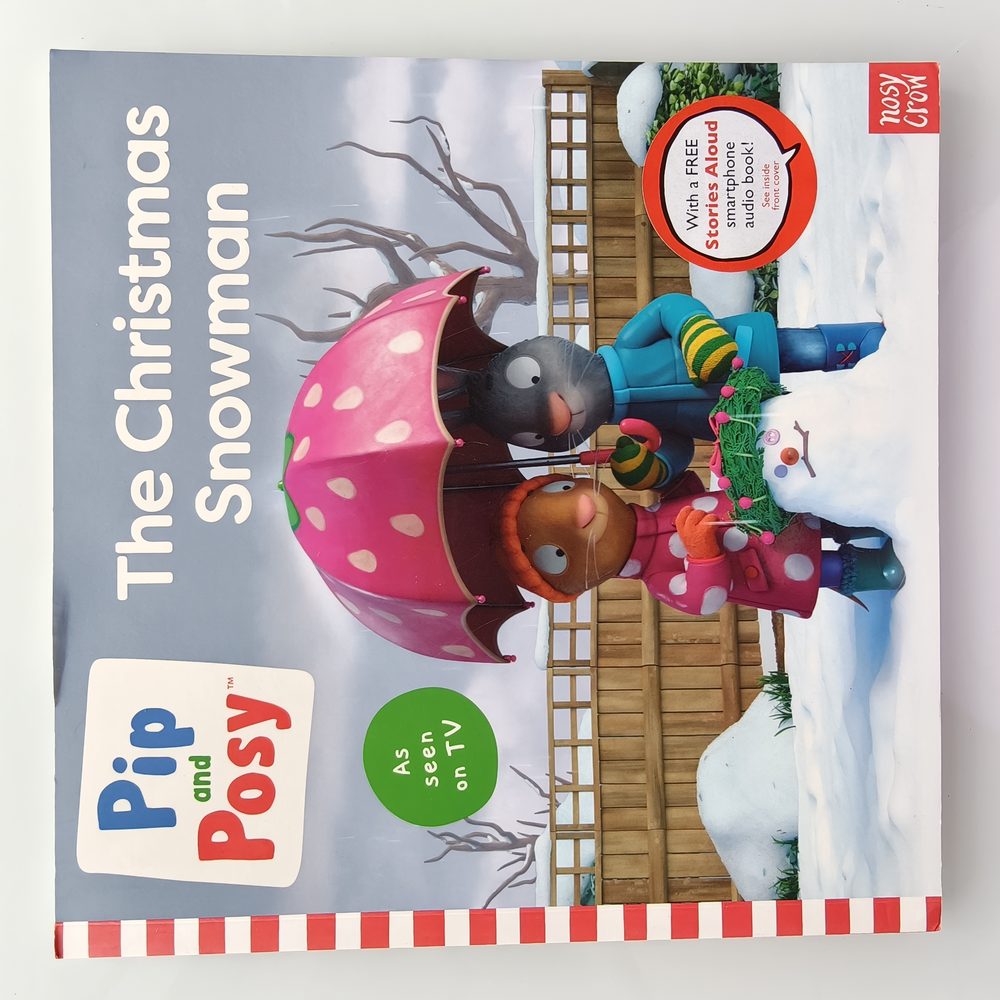 Pip
and
Posy™
The Christmas
Snowman
As
seen
on TV
With a FREE
Stories Aloud
smartphone
audio book!
See inside
front cover
nosy
crow